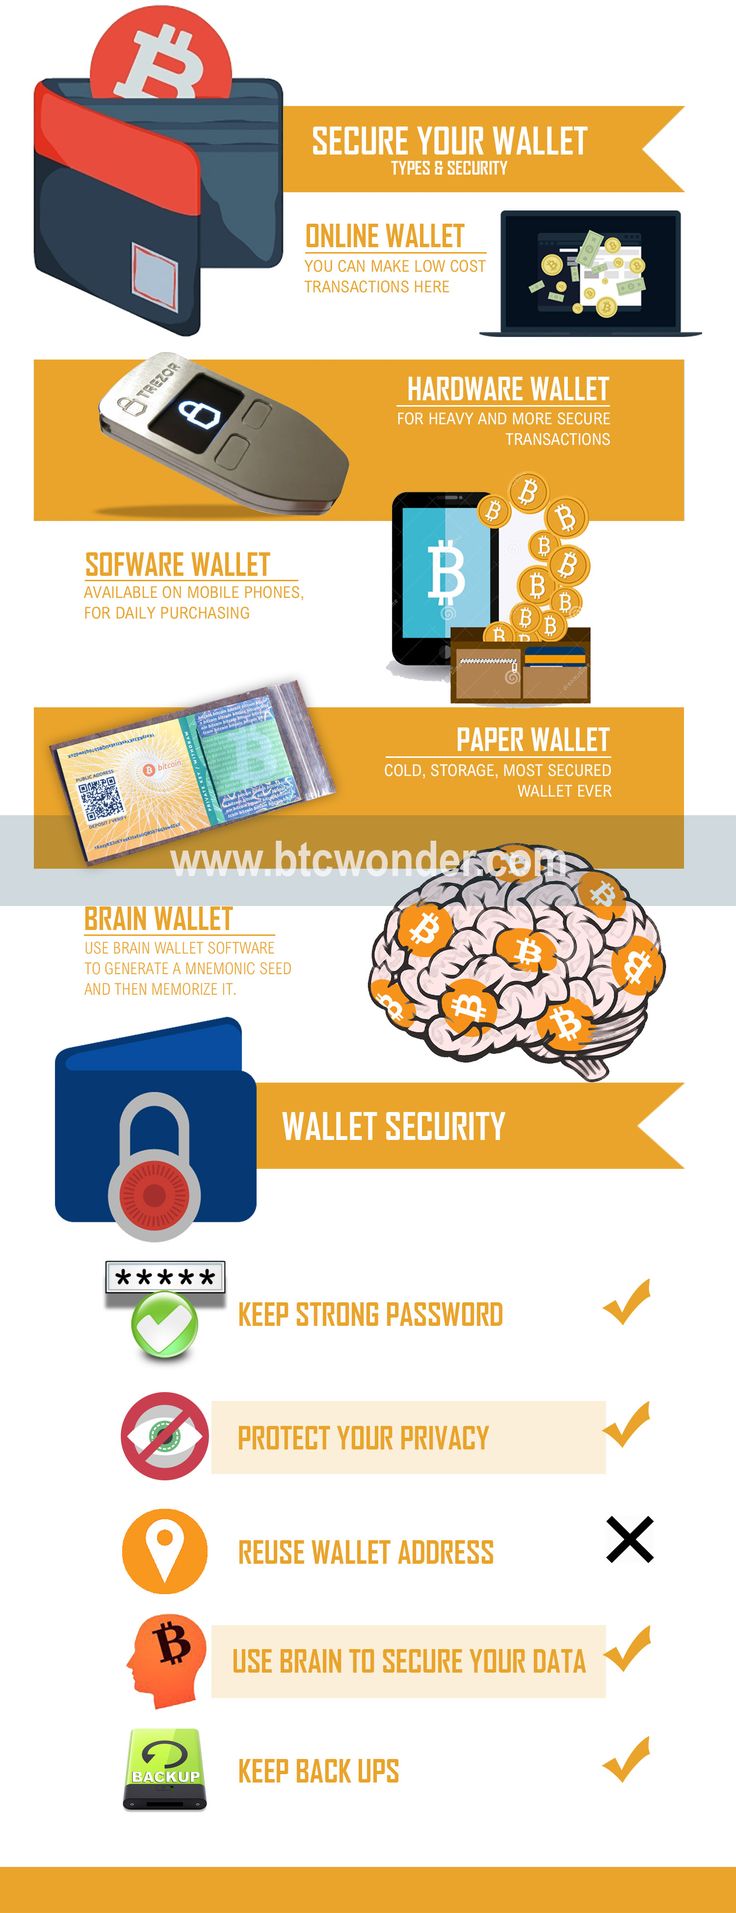 SECURE YOUR WALLET
TYPES & SECURITY
ONLINE WALLET
YOU CAN MAKE LOW COST
TRANSACTIONS HERE
TREZOR
HARDWARE WALLET
FOR HEAVY AND MORE SECURE
TRANSACTIONS
SOFWARE WALLET
AVAILABLE ON MOBILE PHONES,
FOR DAILY PURCHASING
PAPER WALLET
COLD, STORAGE, MOST SECURED
WALLET EVER
PUBLIC ADDRESS
bitcoin
DEPOSIT / VERIFY
PRIVATE KEY / WITHDRAW
www.btcwonder.com
BRAIN WALLET
USE BRAIN WALLET SOFTWARE
TO GENERATE A MNEMONIC SEED
AND THEN MEMORIZE IT.
WALLET SECURITY
*****
KEEP STRONG PASSWORD
PROTECT YOUR PRIVACY
REUSE WALLET ADDRESS
USE BRAIN TO SECURE YOUR DATA
BACKUP
KEEP BACK UPS